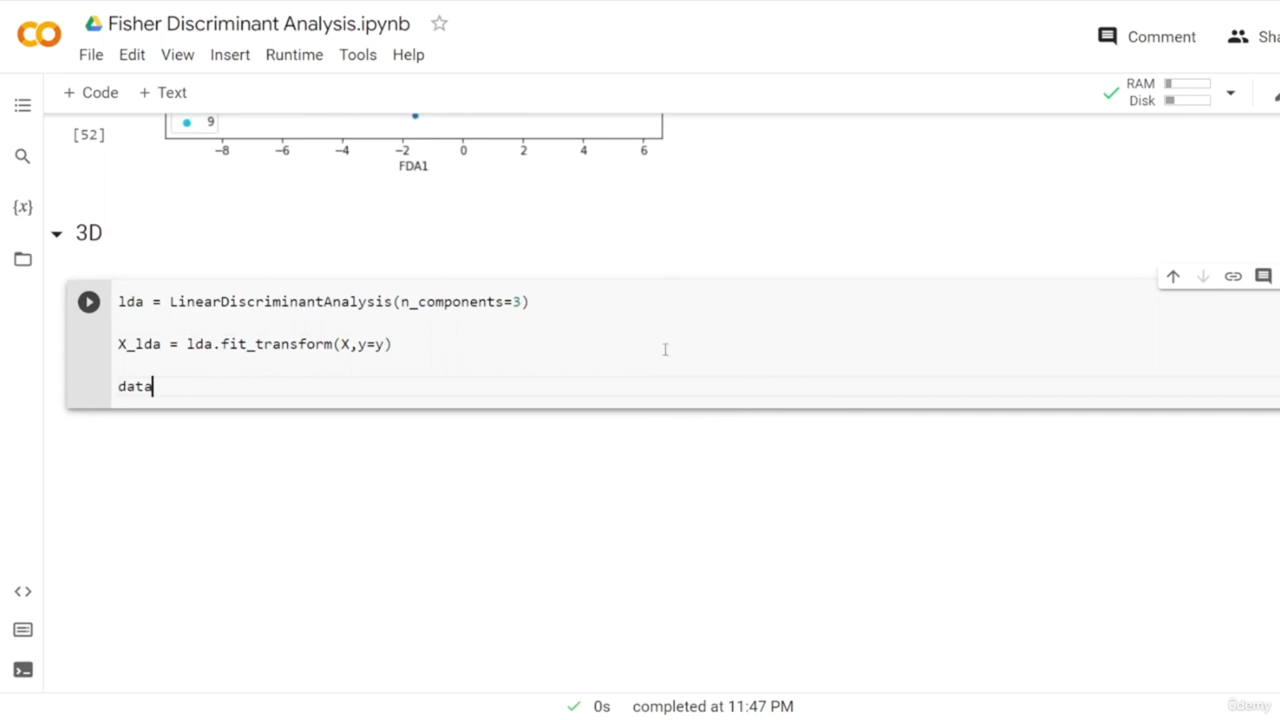 CO Fisher Discriminant Analysis.ipynb
File Edit View Insert Runtime Tools Help
Comment
+ Code + Text
RAM
Disk
[52]
9
−8 −6 −4 −2 0 2 4 6
FDA1
3D
{x}
lda = LinearDiscriminantAnalysis(n_components=3)
X_lda = lda.fit_transform(X,y=y)
data
0s completed at 11:47 PM
ûdemy